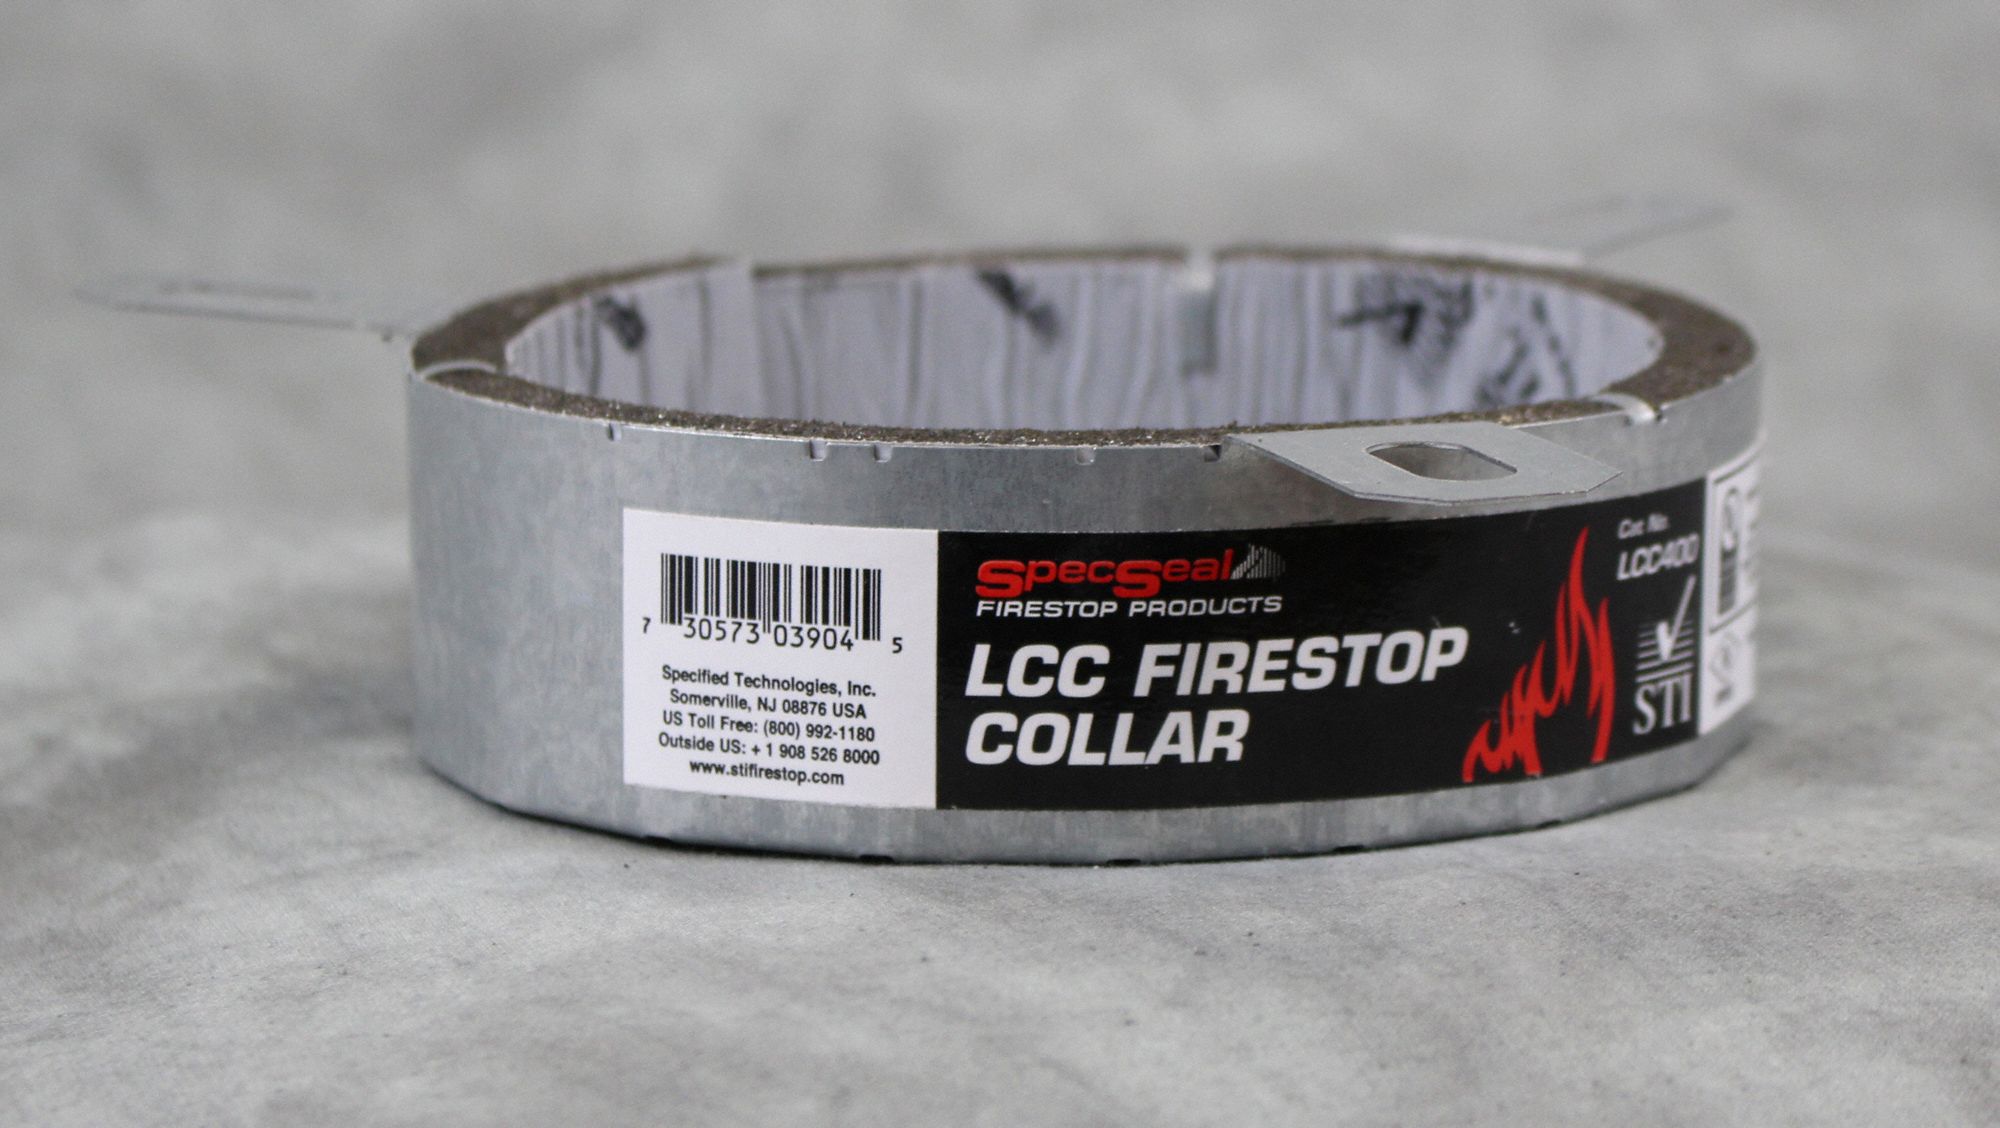 7 30573 03904 5
Specified Technologies, Inc.
Somerville, NJ 08876 USA
US Toll Free: (800) 992-1180
Outside US: + 1 908 526 8000
www.stifirestop.com
SpecSeal
FIRESTOP PRODUCTS
LCC FIRESTOP
COLLAR
Cat. No.
LCC400
STI